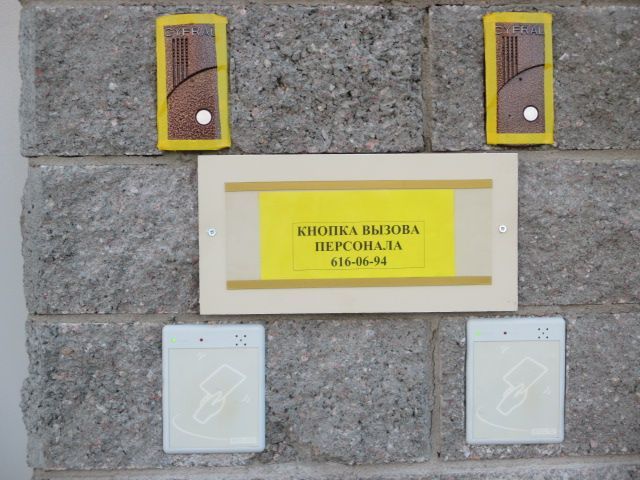 CYFRAL
CYFRAL
КНОПКА ВЫЗОВА
ПЕРСОНАЛА
616-06-94